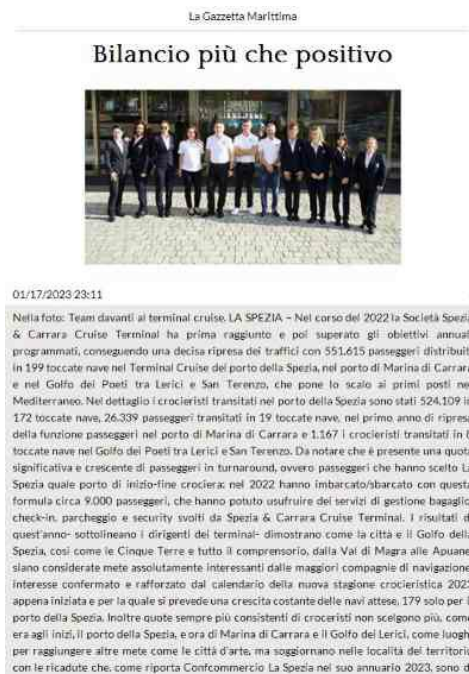 La Gazzetta Marittima
Bilancio più che positivo
01/17/2023 23:11
Nella foto: Team davanti al terminal cruise. LA SPEZIA – Nel corso del 2022 la Società Spezia
& Carrara Cruise Terminal ha prima raggiunto e poi superato gli obiettivi annuali
programmati, conseguendo una decisa ripresa dei traffici con 551.615 passeggeri distribuiti
in 199 toccate nave nel Terminal Cruise del porto della Spezia, nel porto di Marina di Carrara
e nel Golfo dei Poeti tra Lerici e San Terenzo, che pone lo scalo ai primi posti nel
Mediterraneo. Nel dettaglio i crocieristi transitati nel porto della Spezia sono stati 524.109 in
172 toccate nave, 26.339 passeggeri transitati in 19 toccate nave, nel primo anno di ripresa
della funzione passeggeri nel porto di Marina di Carrara e 1.167 i crocieristi transitati in
toccate nave nel Golfo dei Poeti tra Lerici e San Terenzo. Da notare che è presente una quota
significativa e crescente di passeggeri in turnaround, ovvero passeggeri che hanno scelto La
Spezia quale porto di inizio-fine crociera: nel 2022 hanno imbarcato/sbarcato con questa
formula circa 9.000 passeggeri, che hanno potuto usufruire dei servizi di gestione bagaglio,
check-in, parcheggio e security svolti da Spezia & Carrara Cruise Terminal. I risultati di
quest'anno- sottolineano i dirigenti del terminal- dimostrano come la città e il Golfo della
Spezia, così come le Cinque Terre e tutto il comprensorio, dalla Val di Magra alle Apuane
siano considerate mete assolutamente interessanti dalle maggiori compagnie di navigazione,
interesse confermato e rafforzato dal calendario della nuova stagione crocieristica 2023
appena iniziata e per la quale si prevede una crescita costante delle navi attese, 179 solo per il
porto della Spezia. Inoltre quote sempre più consistenti di croceristi non scelgono più, come
era agli inizi, il porto della Spezia, e ora di Marina di Carrara e il Golfo dei Lerici, come luoghi
per raggiungere altre mete come le città d'arte, ma soggiornano nelle località del territorio
con le ricadute che, come riporta Confcommercio La Spezia nel suo annuario 2023, sono di